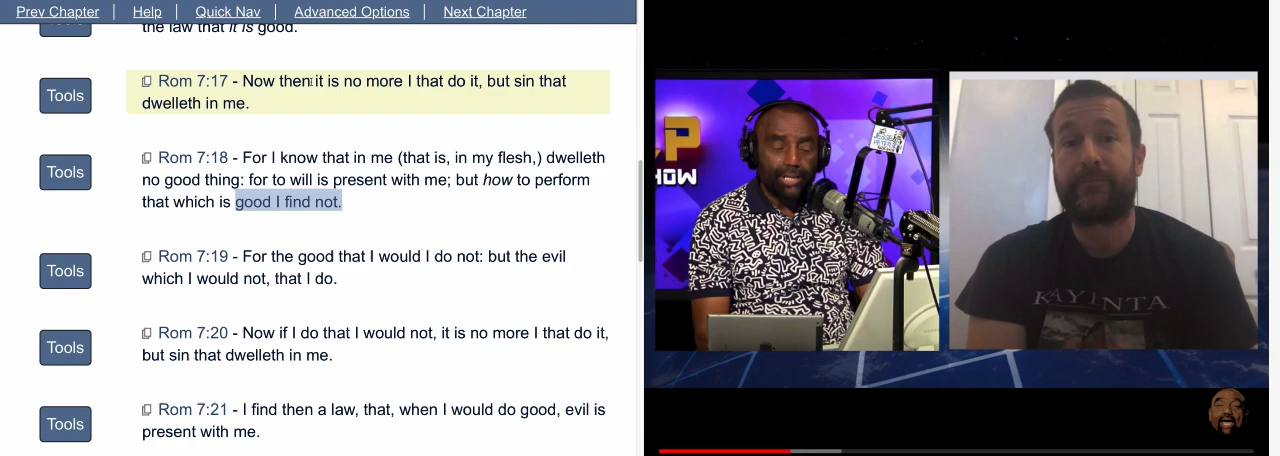 Prev Chapter | Help | Quick Nav | Advanced Options | Next Chapter
the law that it is good.
Tools
Rom 7:17 - Now then it is no more I that do it, but sin that
dwelleth in me.
Tools
Rom 7:18 - For I know that in me (that is, in my flesh,) dwelleth
no good thing: for to will is present with me; but how to perform
that which is good I find not.
Tools
Rom 7:19 - For the good that I would I do not: but the evil
which I would not, that I do.
Tools
Rom 7:20 - Now if I do that I would not, it is no more I that do it,
but sin that dwelleth in me.
Tools
Rom 7:21 - I find then a law, that, when I would do good, evil is
present with me.
P
HOW
JESSE
KAYINTA